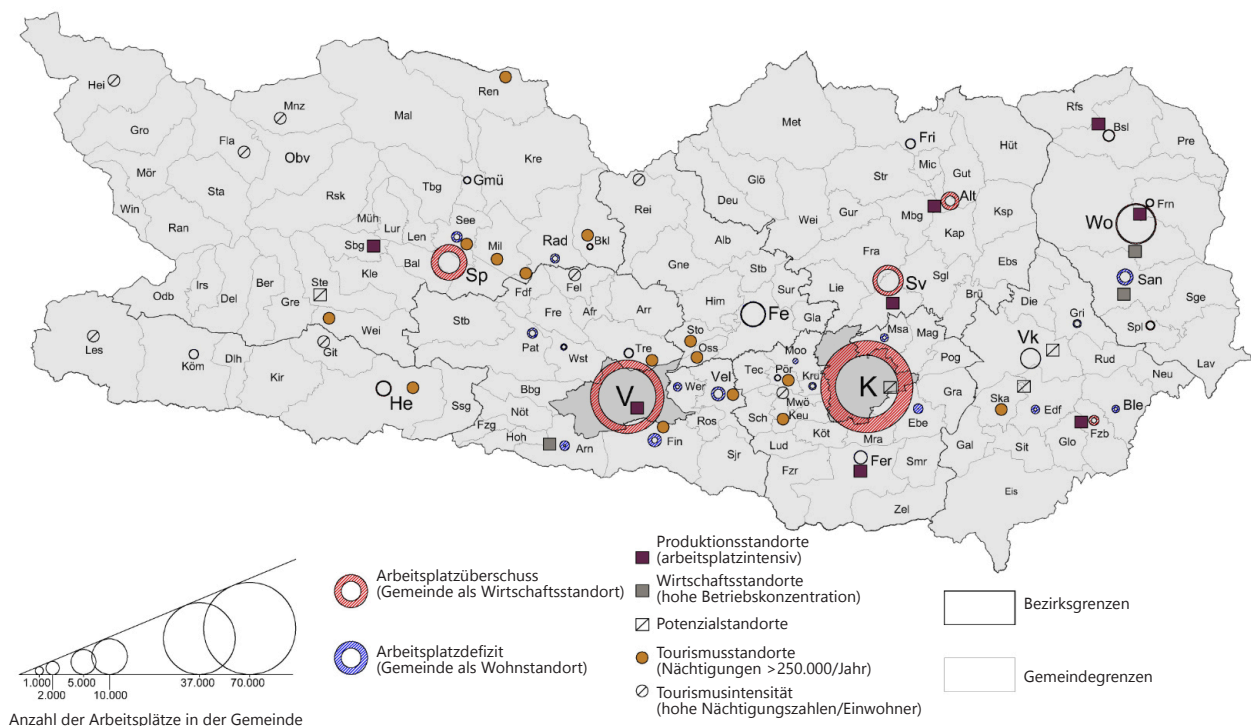 Hei
Mnz
Ren
Mal
Met
Rfs
Bsl
Pre
Gro
Fla
Obv
Kre
Fri
Hüt
Mör
Sta
Tbg
Gmü
Glö
Mic
Str
Gut
Win
Ran
Rsk
Rei
Deu
Wei
Gur
Mbg
Alt
Ksp
Frn
Müh
Lur
Len
See
Mil
Rad
Bkl
Alb
Kap
Wo
Sbg
Bal
Sp
Gne
Fra
Ebs
Odb
Irs
Del
Ber
Gre
Ste
Kle
Fdf
Fel
Stb
Sur
Lie
Sv
Sgl
Brü
San
Stb
Fre
Afr
Arr
Him
Fe
Gla
Die
Gri
Sge
Wei
Les
Köm
Dlh
Kir
Git
Pat
Wst
Tre
Sto
Oss
Moo
Msa
Mag
Vk
Spl
Lav
He
Ssg
Bbg
V
Wer
Vel
Tec
Pör
Kru
K
Pog
Rud
Neu
Nöt
Fzg
Hoh
Arn
Fin
Ros
Sch
Mwö
Keu
Gra
Ebe
Ska
Edf
Ble
Sjr
Lud
Köt
Mra
Gal
Sit
Glo
Fzb
Fzr
Fer
Smr
Zel
Eis
1.000
2.000
5.000
10.000
37.000
70.000
Anzahl der Arbeitsplätze in der Gemeinde
Arbeitsplatzüberschuss
(Gemeinde als Wirtschaftsstandort)
Arbeitsplatzdefizit
(Gemeinde als Wohnstandort)
Produktionsstandorte
(arbeitsplatzintensiv)
Wirtschaftsstandorte
(hohe Betriebskonzentration)
Potenzialstandorte
Tourismusstandorte
(Nächtigungen >250.000/Jahr)
Tourismusintensität
(hohe Nächtigungszahlen/Einwohner)
Bezirksgrenzen
Gemeindegrenzen